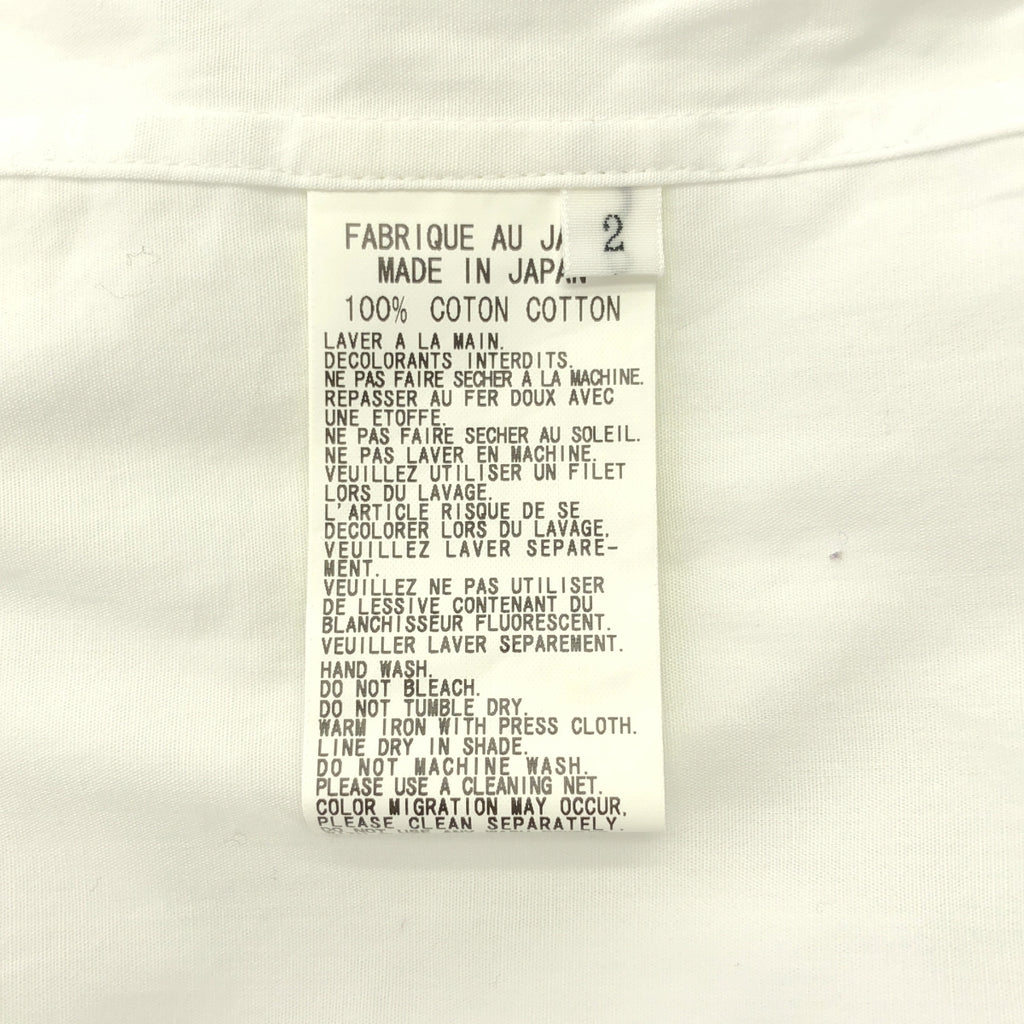 FABRIQUE AU
2
MADE IN
100% COTON COTTON
LAVER A LA MAIN.
DECOLORANTS INTERDITS.
NE PAS FAIRE SECHER A LA MACHINE.
REPASSER AU FER DOUX AVEC
UNE ETOFFE.
NE PAS FAIRE SECHER AU SOLEIL.
NE PAS LAVER EN MACHINE.
VEUILLEZ UTILISER UN FILET
LORS DU LAVAGE.
L'ARTICLE RISQUE DE SE
DECOLORER LORS DU LAVAGE.
VEUILLEZ LAVER SEPARE-
MENT.
VEUILLEZ NE PAS UTILISER
DE LESSIVE CONTENANT DU
BLANCHISSEUR FLUORESCENT.
VEUILLER LAVER SEPAREMENT.
HAND WASH.
DO NOT BLEACH.
DO NOT TUMBLE DRY.
WARM IRON WITH PRESS CLOTH.
LINE DRY IN SHADE.
DO NOT MACHINE WASH.
PLEASE USE A CLEANING NET.
COLOR MIGRATION MAY OCCUR,
PLEASE CLEAN SEPARATELY.